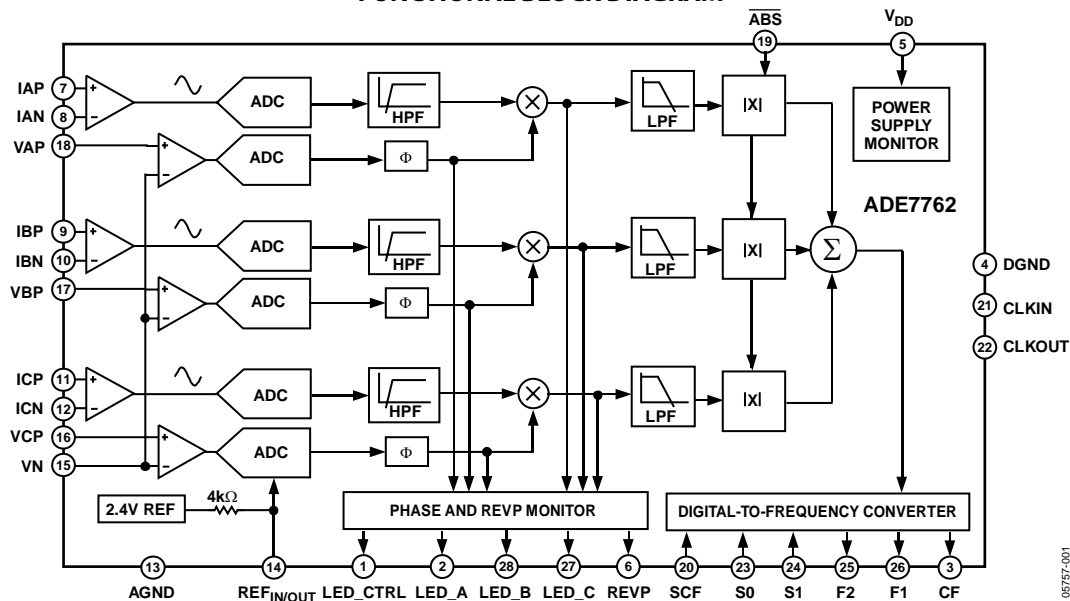 FUNCTIONAL BLOCK DIAGRAM
ABS
VDD
19
5
IAP 7
IAN 8
VAP 18
+
−
ADC
HPF
×
LPF
|X|
POWER
SUPPLY
MONITOR
+
−
ADC
Φ
ADE7762
IBP 9
IBN 10
VBP 17
+
−
ADC
HPF
×
LPF
|X|
Σ
+
−
ADC
Φ
4 DGND
21 CLKIN
22 CLKOUT
ICP 11
ICN 12
VCP 16
VN 15
+
−
ADC
HPF
×
LPF
|X|
+
−
ADC
Φ
2.4V REF
4kΩ
PHASE AND REVP MONITOR
DIGITAL-TO-FREQUENCY CONVERTER
13 14 1 2 28 27 6 20 23 24 25 26 3
AGND REFIN/OUT LED_CTRL LED_A LED_B LED_C REVP SCF S0 S1 F2 F1 CF
05757-001